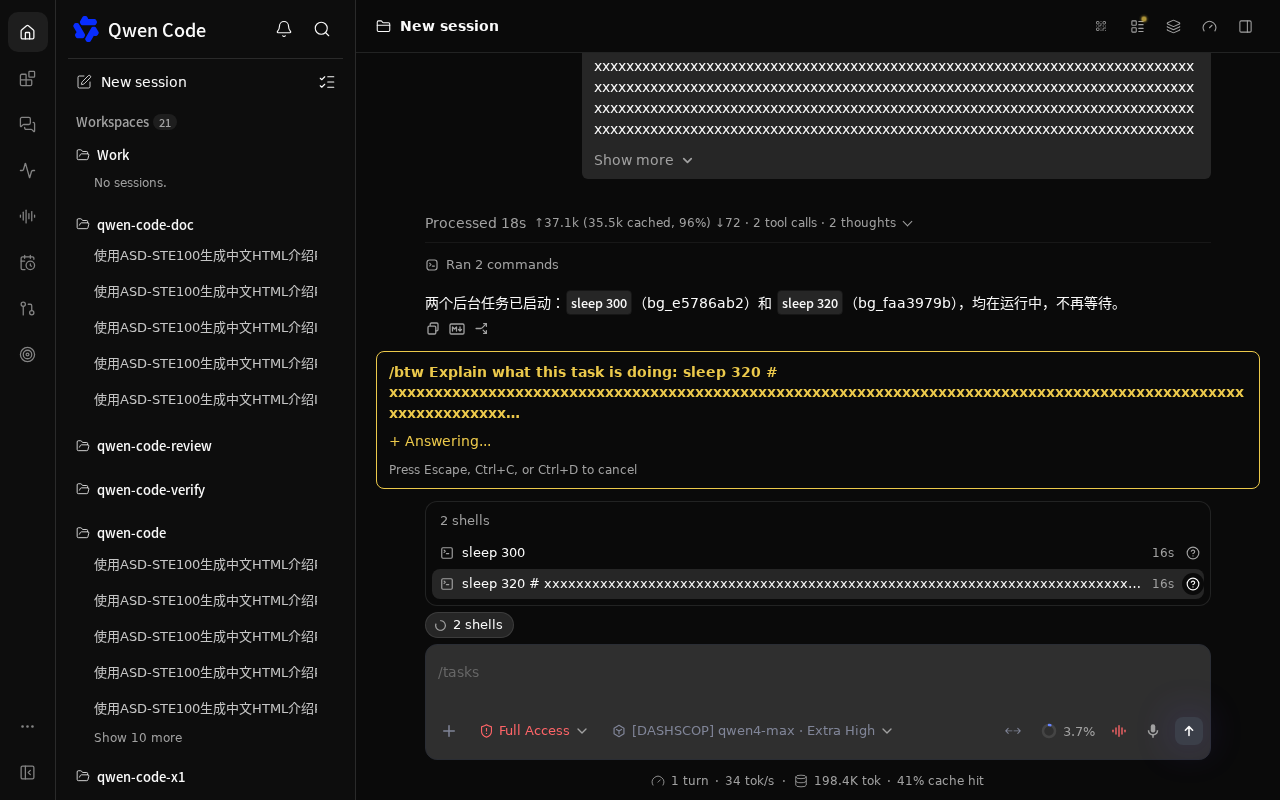 Qwen Code
New session
Workspaces 21
Work
No sessions.
qwen-code-doc
使用ASD-STE100生成中文HTML介绍
使用ASD-STE100生成中文HTML介绍
使用ASD-STE100生成中文HTML介绍
使用ASD-STE100生成中文HTML介绍
使用ASD-STE100生成中文HTML介绍
qwen-code-review
qwen-code-verify
qwen-code
使用ASD-STE100生成中文HTML介绍
使用ASD-STE100生成中文HTML介绍
使用ASD-STE100生成中文HTML介绍
使用ASD-STE100生成中文HTML介绍
使用ASD-STE100生成中文HTML介绍
Show 10 more
qwen-code-x1
New session
xxxxxxxxxxxxxxxxxxxxxxxxxxxxxxxxxxxxxxxxxxxxxxxxxxxxxxxxxxxxxxxxxxxxxxxxxxx
xxxxxxxxxxxxxxxxxxxxxxxxxxxxxxxxxxxxxxxxxxxxxxxxxxxxxxxxxxxxxxxxxxxxxxxxxxx
xxxxxxxxxxxxxxxxxxxxxxxxxxxxxxxxxxxxxxxxxxxxxxxxxxxxxxxxxxxxxxxxxxxxxxxxxxx
xxxxxxxxxxxxxxxxxxxxxxxxxxxxxxxxxxxxxxxxxxxxxxxxxxxxxxxxxxxxxxxxxxxxxxxxxxx
Show more
Processed 18s ↑37.1k (35.5k cached, 96%) ↓72 · 2 tool calls · 2 thoughts
Ran 2 commands
两个后台任务已启动：sleep 300（bg_e5786ab2）和 sleep 320（bg_faa3979b），均在运行中，不再等待。
/btw Explain what this task is doing: sleep 320 #
xxxxxxxxxxxxxxxxxxxxxxxxxxxxxxxxxxxxxxxxxxxxxxxxxxxxxxxxxxxxxxxxxxxxxxxxxxxxxxxxxxxxxxxxxxxxxxx
xxxxxxxxxxxxx…
+ Answering...
Press Escape, Ctrl+C, or Ctrl+D to cancel
2 shells
sleep 300 16s
sleep 320 # xxxxxxxxxxxxxxxxxxxxxxxxxxxxxxxxxxxxxxxxxxxxxxxxxxxxxxxxxxxxxxxxxxxxxxxxx... 16s
2 shells
/tasks
Full Access
[DASHSCOP] qwen4-max · Extra High
3.7%
1 turn · 34 tok/s · 198.4K tok · 41% cache hit